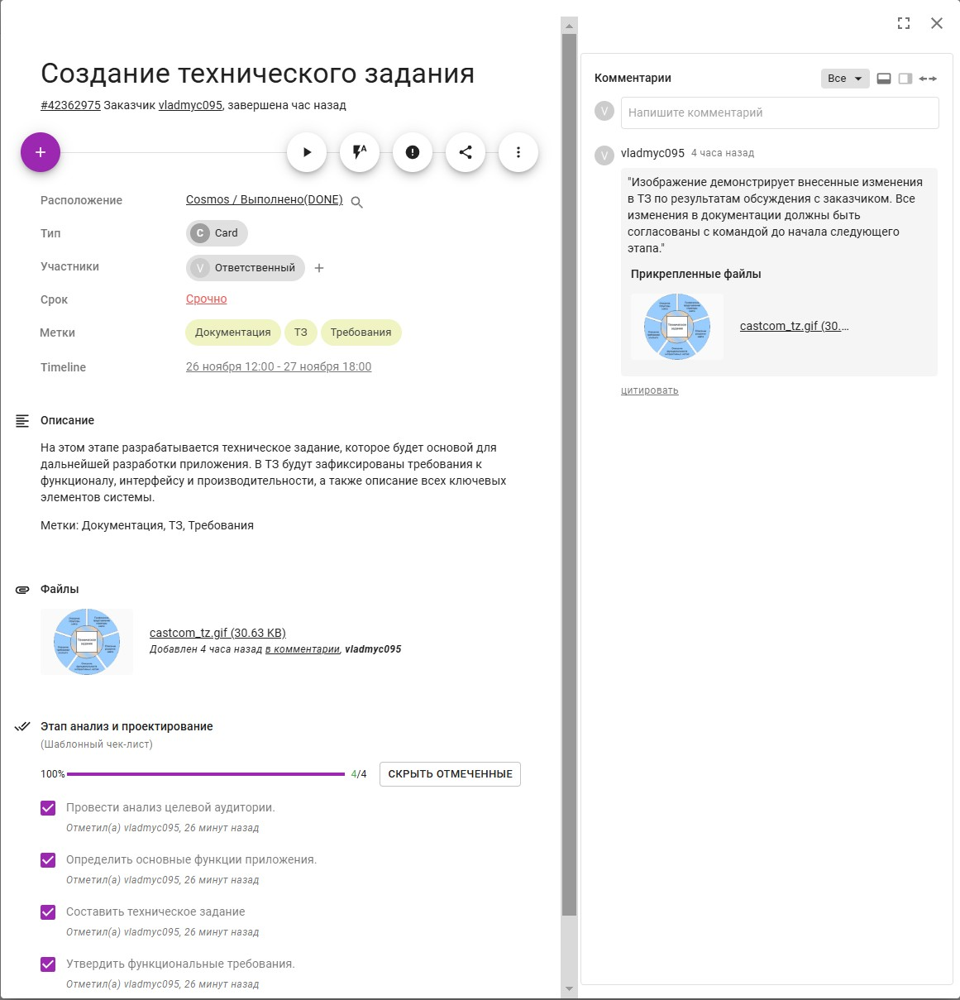 Создание технического задания
#42362975 Заказчик vladmyc095, завершена час назад
Расположение
Cosmos / Выполнено(DONE)
Тип
C Card
Участники
V Ответственный
Срок
Срочно
Метки
Документация ТЗ Требования
Timeline
26 ноября 12:00 - 27 ноября 18:00
Описание
На этом этапе разрабатывается техническое задание, которое будет основой для
дальнейшей разработки приложения. В ТЗ будут зафиксированы требования к
функционалу, интерфейсу и производительности, а также описание всех ключевых
элементов системы.
Метки: Документация, ТЗ, Требования
Файлы
Техническое
задание
castcom_tz.gif (30.63 KB)
Добавлен 4 часа назад в комментарии, vladmyc095
Этап анализ и проектирование
(Шаблонный чек-лист)
100% 4/4 СКРЫТЬ ОТМЕЧЕННЫЕ
Провести анализ целевой аудитории.
Отметил(а) vladmyc095, 26 минут назад
Определить основные функции приложения.
Отметил(а) vladmyc095, 26 минут назад
Составить техническое задание
Отметил(а) vladmyc095, 26 минут назад
Утвердить функциональные требования.
Отметил(а) vladmyc095, 26 минут назад
Комментарии
Все
V
Напишите комментарий
V
vladmyc095 4 часа назад
"Изображение демонстрирует внесенные изменения
в ТЗ по результатам обсуждения с заказчиком. Все
изменения в документации должны быть
согласованы с командой до начала следующего
этапа."
Прикрепленные файлы
Техническое
задание
castcom_tz.gif (30....
цитировать